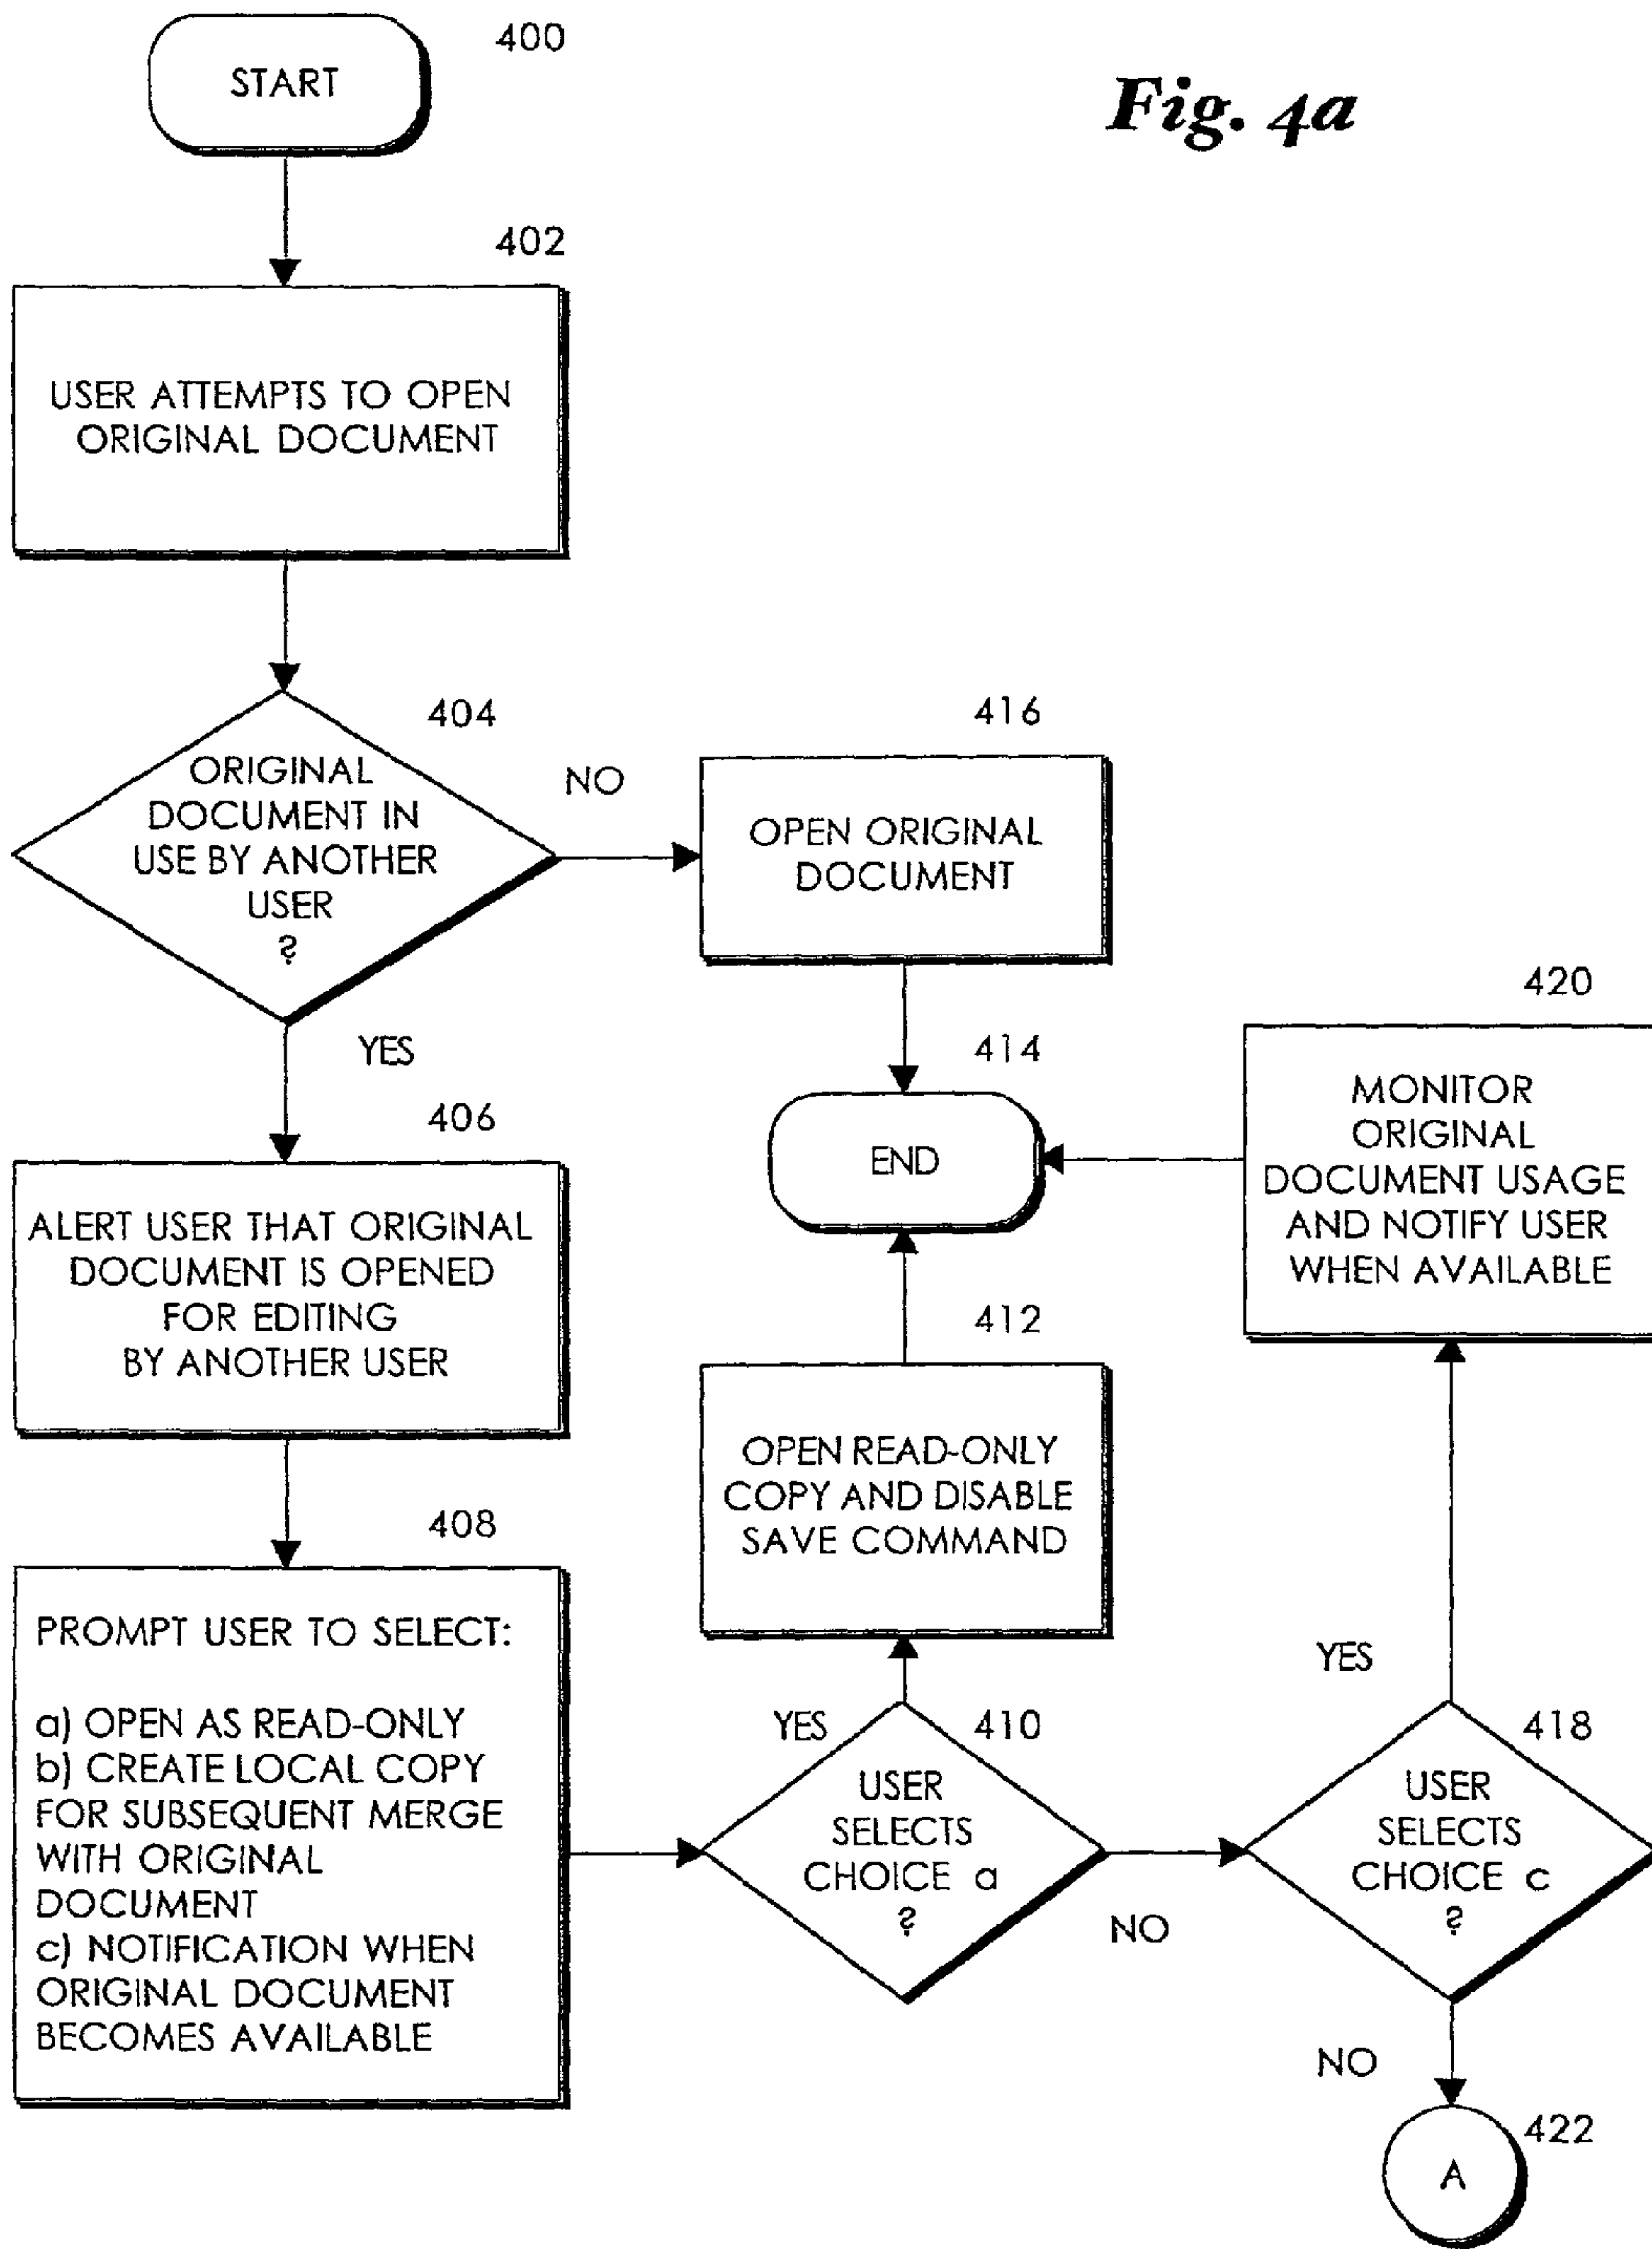 Fig. 4a
400
START
402
USER ATTEMPTS TO OPEN
ORIGINAL DOCUMENT
404
ORIGINAL
DOCUMENT IN
USE BY ANOTHER
USER
?
NO
YES
416
OPEN ORIGINAL
DOCUMENT
414
END
406
ALERT USER THAT ORIGINAL
DOCUMENT IS OPENED
FOR EDITING
BY ANOTHER USER
408
PROMPT USER TO SELECT:
a) OPEN AS READ-ONLY
b) CREATE LOCAL COPY
FOR SUBSEQUENT MERGE
WITH ORIGINAL
DOCUMENT
c) NOTIFICATION WHEN
ORIGINAL DOCUMENT
BECOMES AVAILABLE
412
OPEN READ-ONLY
COPY AND DISABLE
SAVE COMMAND
YES
410
USER
SELECTS
CHOICE a
?
NO
420
MONITOR
ORIGINAL
DOCUMENT USAGE
AND NOTIFY USER
WHEN AVAILABLE
YES
418
USER
SELECTS
CHOICE c
?
NO
422
A